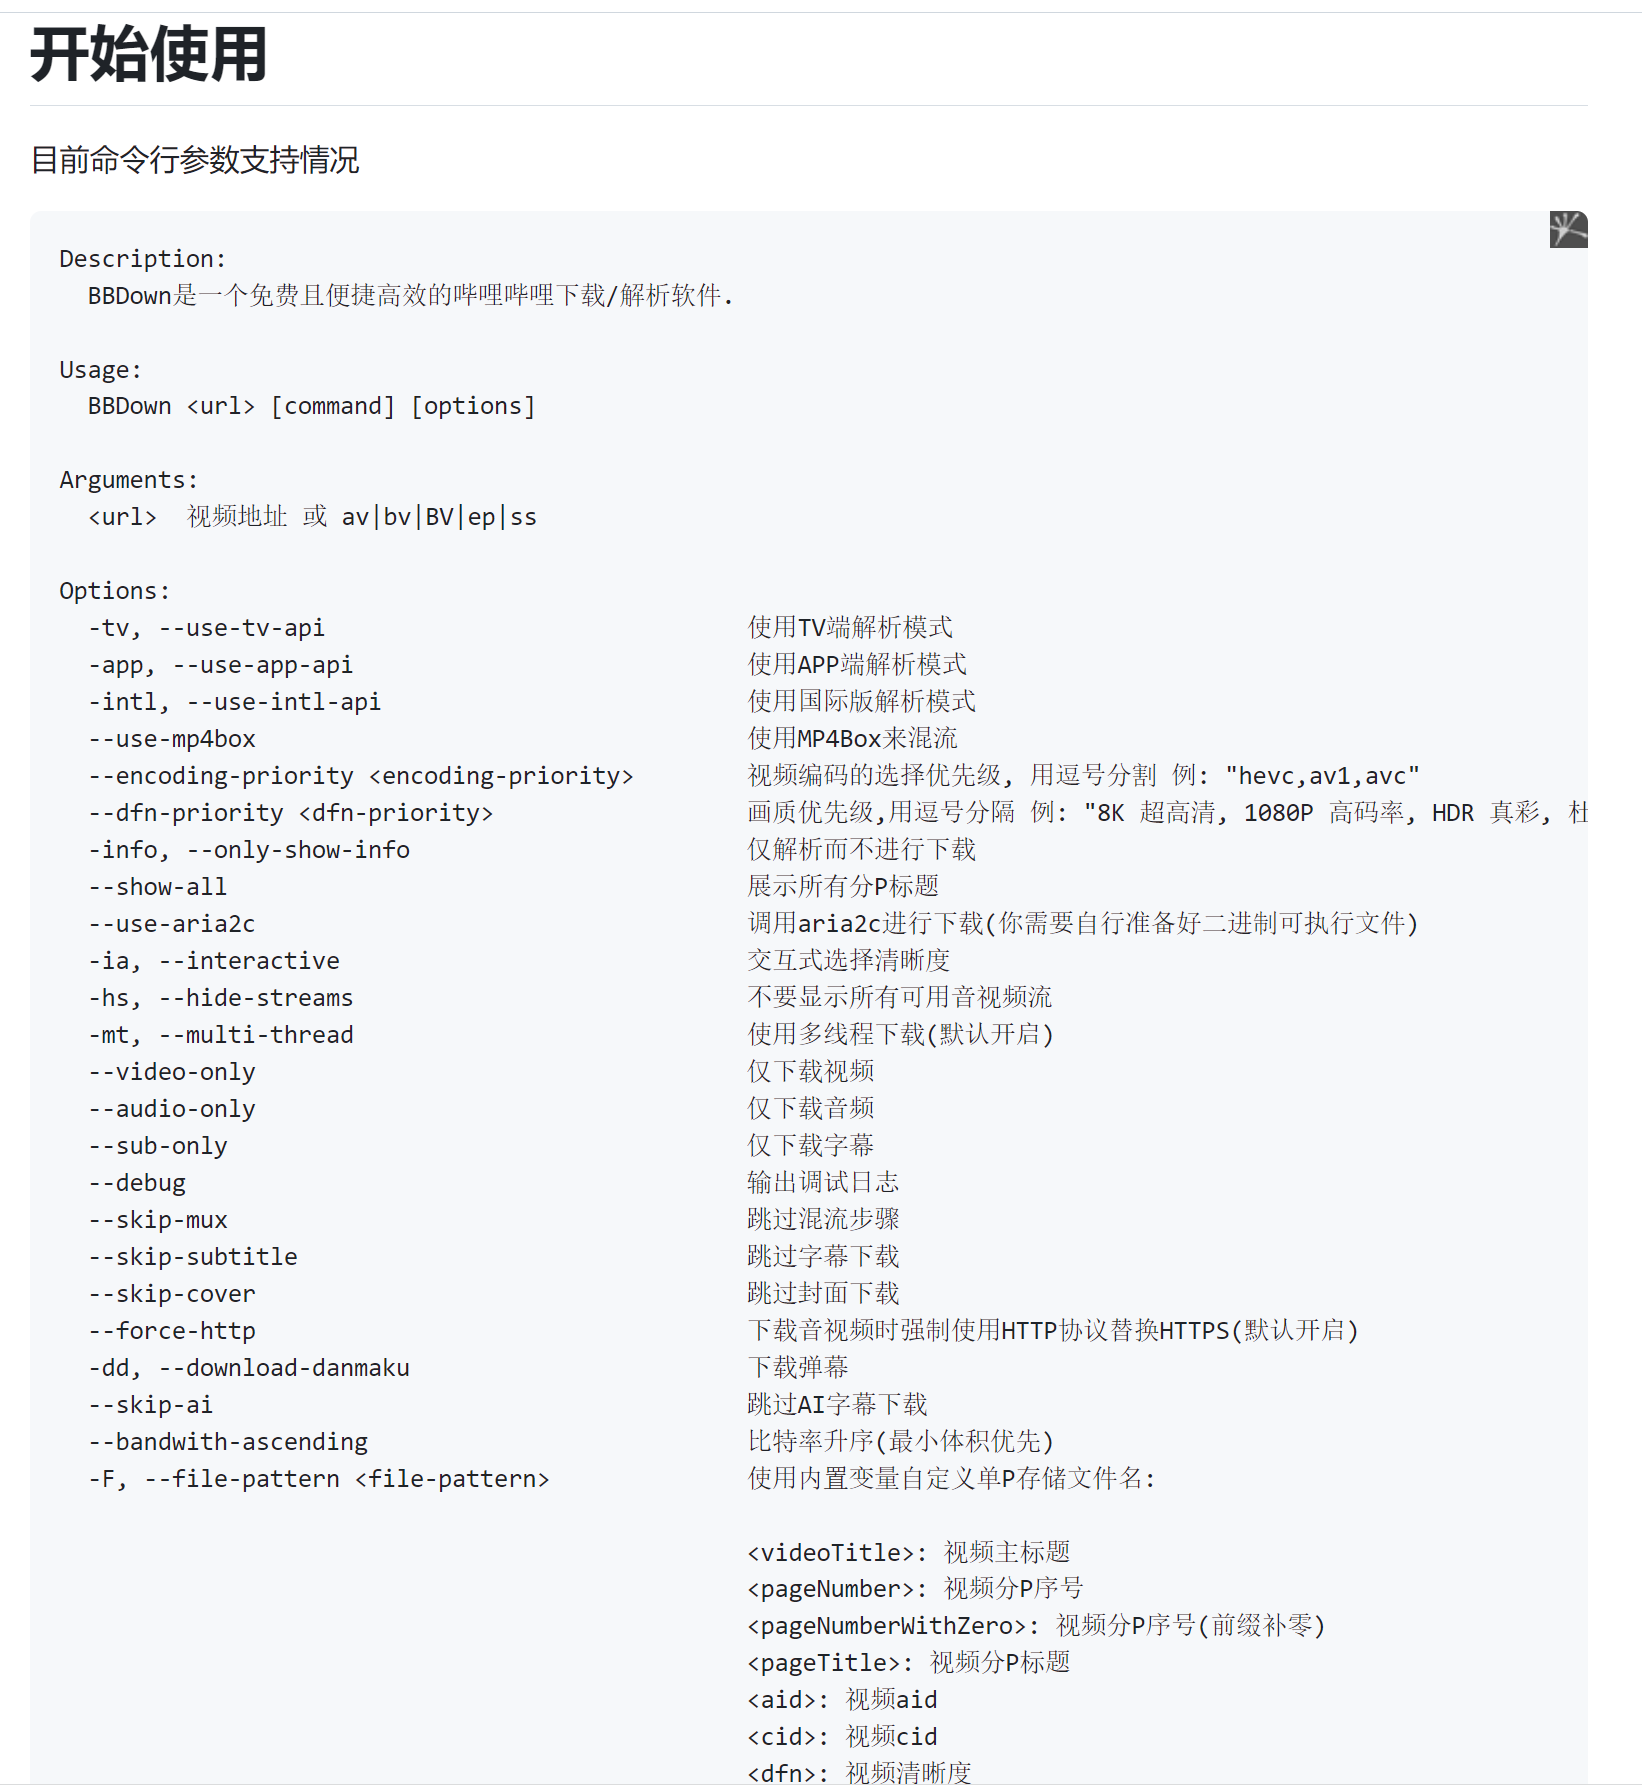 开始使用
目前命令行参数支持情况
Description:
  BBDown是一个免费且便捷高效的哔哩哔哩下载/解析软件.
Usage:
  BBDown <url> [command] [options]
Arguments:
  <url>  视频地址 或 av|bv|BV|ep|ss
Options:
  -tv, --use-tv-api                              使用TV端解析模式
  -app, --use-app-api                            使用APP端解析模式
  -intl, --use-intl-api                          使用国际版解析模式
  --use-mp4box                                   使用MP4Box来混流
  --encoding-priority <encoding-priority>        视频编码的选择优先级, 用逗号分割 例: "hevc,av1,avc"
  --dfn-priority <dfn-priority>                  画质优先级,用逗号分隔 例: "8K 超高清, 1080P 高码率, HDR 真彩, 杜
  -info, --only-show-info                        仅解析而不进行下载
  --show-all                                     展示所有分P标题
  --use-aria2c                                   调用aria2c进行下载(你需要自行准备好二进制可执行文件)
  -ia, --interactive                             交互式选择清晰度
  -hs, --hide-streams                            不要显示所有可用音视频流
  -mt, --multi-thread                            使用多线程下载(默认开启)
  --video-only                                   仅下载视频
  --audio-only                                   仅下载音频
  --sub-only                                     仅下载字幕
  --debug                                        输出调试日志
  --skip-mux                                     跳过混流步骤
  --skip-subtitle                                跳过字幕下载
  --skip-cover                                   跳过封面下载
  --force-http                                   下载音视频时强制使用HTTP协议替换HTTPS(默认开启)
  -dd, --download-danmaku                        下载弹幕
  --skip-ai                                      跳过AI字幕下载
  --bandwith-ascending                           比特率升序(最小体积优先)
  -F, --file-pattern <file-pattern>              使用内置变量自定义单P存储文件名:
<videoTitle>: 视频主标题
<pageNumber>: 视频分P序号
<pageNumberWithZero>: 视频分P序号(前缀补零)
<pageTitle>: 视频分P标题
<aid>: 视频aid
<cid>: 视频cid
<dfn>: 视频清晰度